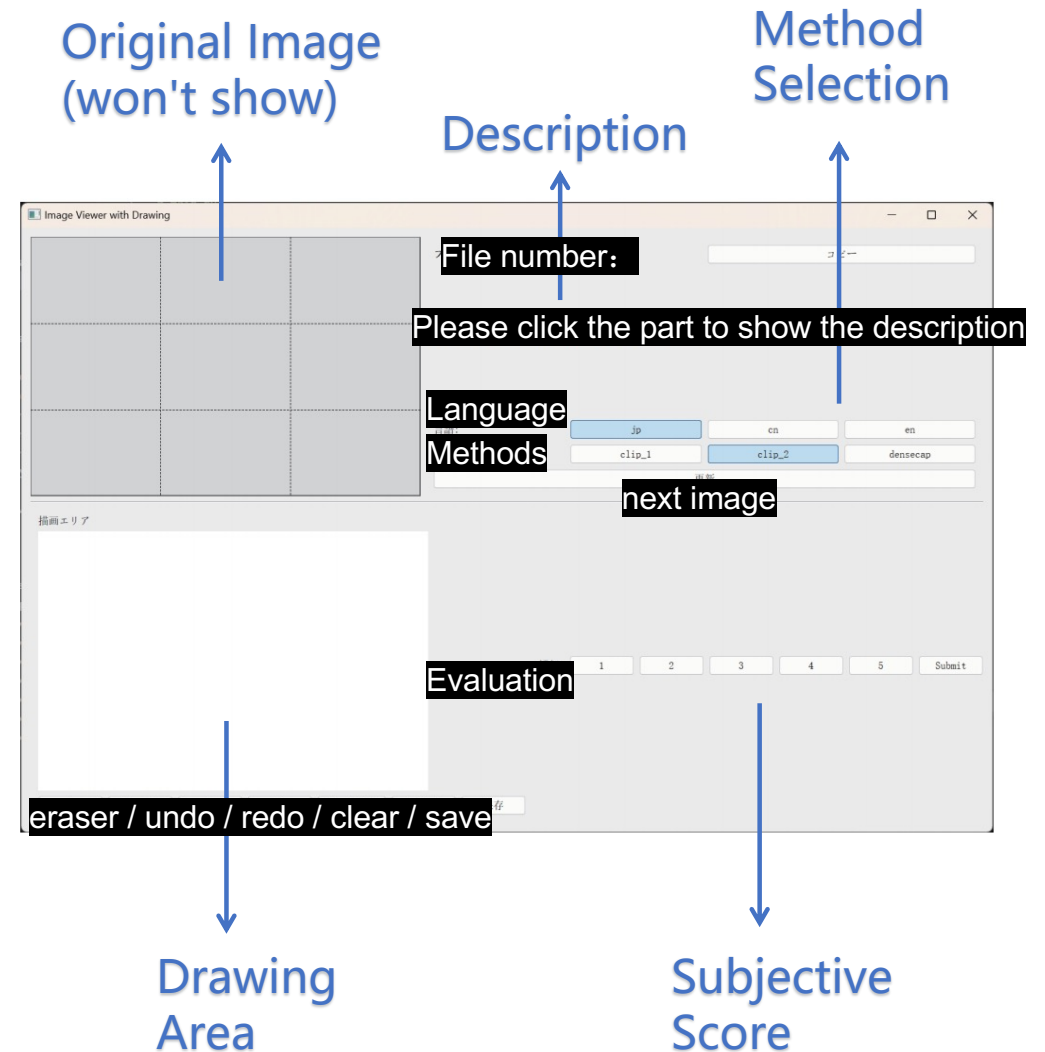 Original Image
(won't show)
Method
Selection
Description
Image Viewer with Drawing
File number：
コピー
Please click the part to show the description
Language
jp
cn
en
Methods
clip_1
clip_2
densecap
更新
next image
描画エリア
Evaluation
1
2
3
4
5
Submit
eraser / undo / redo / clear / save
存
Drawing
Area
Subjective
Score